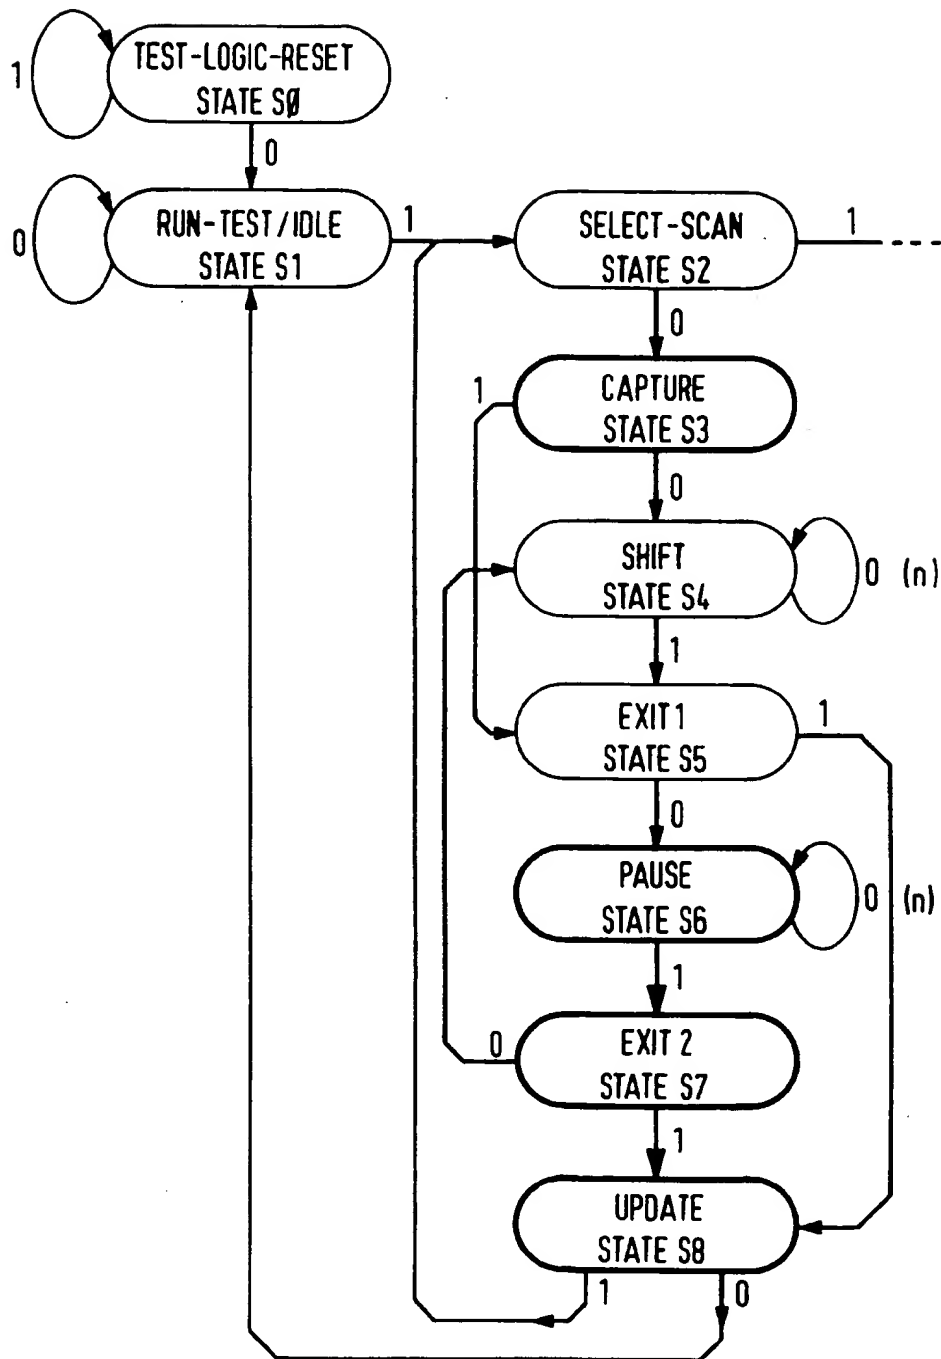 TEST-LOGIC-RESET
STATE SØ
1
0
RUN-TEST/IDLE
STATE S1
0
1
SELECT-SCAN
STATE S2
1
0
CAPTURE
STATE S3
1
0
SHIFT
STATE S4
0 (n)
1
EXIT 1
STATE S5
1
0
PAUSE
STATE S6
0 (n)
1
EXIT 2
STATE S7
0
1
UPDATE
STATE S8
1
0